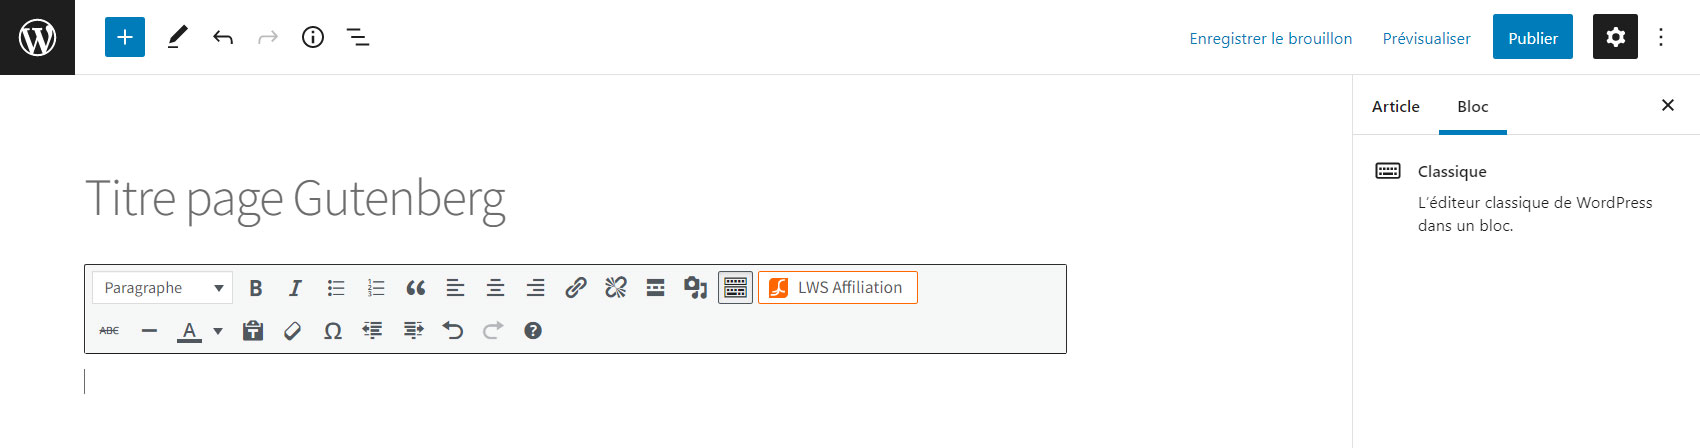 Enregistrer le brouillon Prévisualiser Publier
Article Bloc
Titre page Gutenberg
Classique
L'éditeur classique de WordPress
dans un bloc.
Paragraphe B I LWS Affiliation
ABC A T Ω